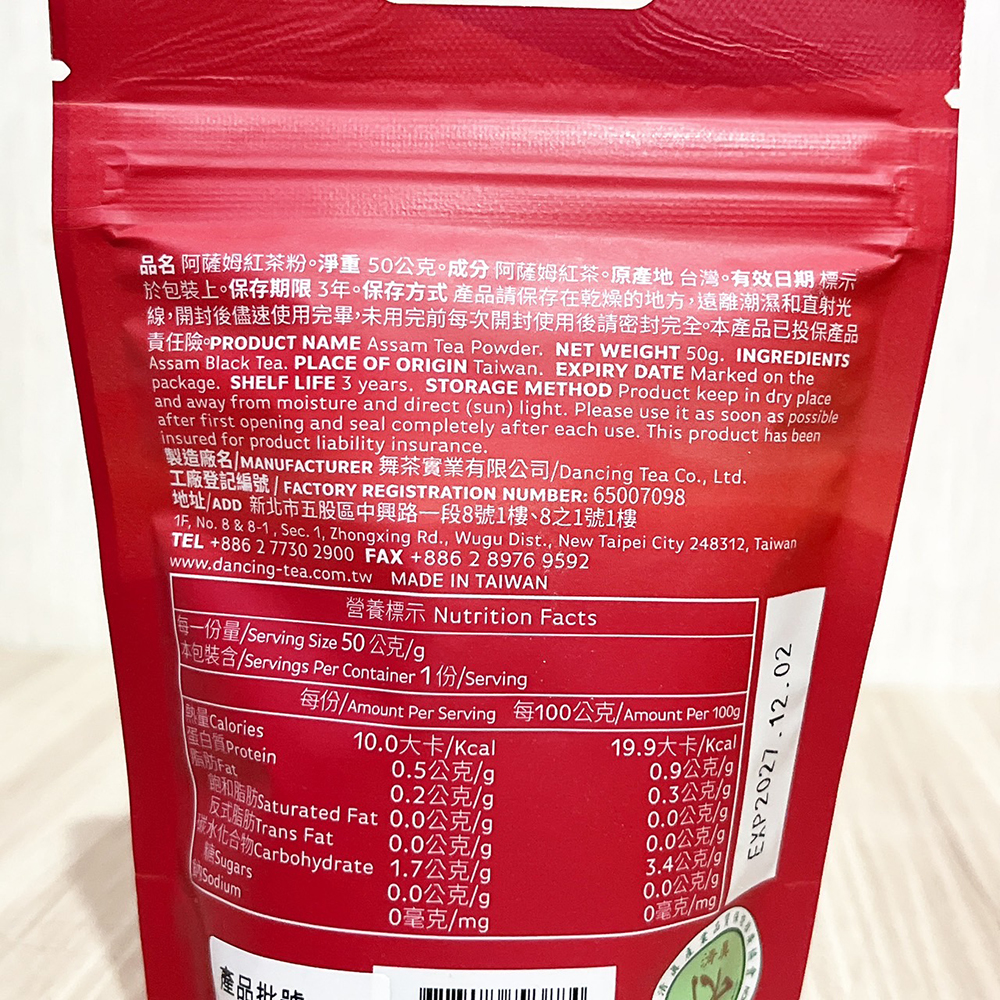 品名 阿薩姆紅茶粉。淨重 50公克。成分 阿薩姆紅茶。原產地 台灣。有效日期 標示
於包裝上。保存期限 3年。保存方式 產品請保存在乾燥的地方,遠離潮濕和直射光
線,開封後儘速使用完畢,未用完前每次開封使用後請密封完全。本產品已投保產品
責任險。PRODUCT NAME Assam Tea Powder. NET WEIGHT 50g. INGREDIENTS
Assam Black Tea. PLACE OF ORIGIN Taiwan. EXPIRY DATE Marked on the
package. SHELF LIFE 3 years. STORAGE METHOD Product keep in dry place
and away from moisture and direct (sun) light. Please use it as soon as possible
after first opening and seal completely after each use. This product has been
insured for product liability insurance.
製造廠名/MANUFACTURER 舞茶實業有限公司/Dancing Tea Co., Ltd.
工廠登記編號 / FACTORY REGISTRATION NUMBER: 65007098
地址/ADD 新北市五股區中興路一段8號1樓、8之1號1樓
1F, No. 8 & 8-1 , Sec. 1, Zhongxing Rd., Wugu Dist., New Taipei City 248312, Taiwan
TEL +886 2 7730 2900 FAX +886 2 8976 9592
www.dancing-tea.com.tw MADE IN TAIWAN
營養標示 Nutrition Facts
每一份量/Serving Size 50 公克/g
本包裝含/Servings Per Container 1 份/Serving
每份/Amount Per Serving 每100公克/Amount Per 100g
熱量Calories 10.0大卡/Kcal 19.9大卡/Kcal
蛋白質Protein 0.5公克/g 0.9公克/g
脂肪Fat 0.2公克/g 0.3公克/g
飽和脂肪Saturated Fat 0.0公克/g 0.0公克/g
反式脂肪Trans Fat 0.0公克/g 0.0公克/g
碳水化合物Carbohydrate 1.7公克/g 3.4公克/g
糖Sugars 0.0公克/g 0.0公克/g
鈉Sodium 0毫克/mg 0毫克/mg
EXP2027.12.02
產品批號